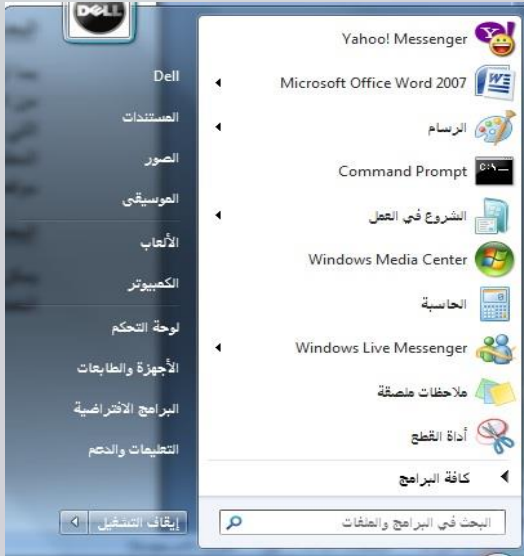 Yahoo! Messenger
Microsoft Office Word 2007
الرسام
Command Prompt
الشروع في العمل
Windows Media Center
الحاسبة
Windows Live Messenger
ملاحظات ملصقة
أداة القطع
كافة البرامج
البحث في البرامج والملفات
DELL
Dell
المستندات
الصور
الموسيقى
الألعاب
الكمبيوتر
لوحة التحكم
الأجهزة والطابعات
البرامج الافتراضية
التعليمات والدعم
إيقاف التشغيل